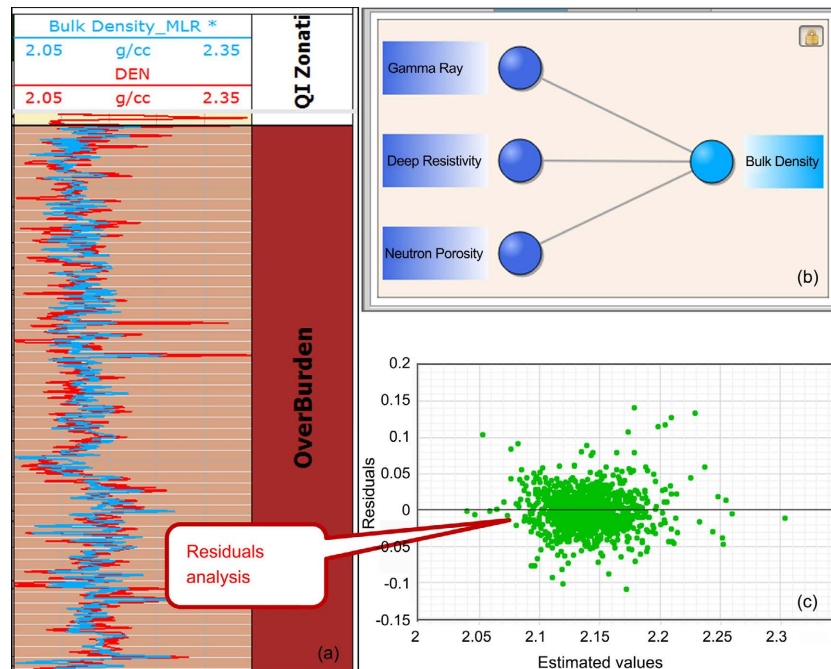 Bulk Density_MLR *
2.05 g/cc 2.35
DEN
2.05 g/cc 2.35
QI Zonati
OverBurden
(a)
Gamma Ray
Deep Resistivity
Neutron Porosity
Bulk Density
(b)
Residuals
analysis
0.2
0.15
0.1
0.05
0
-0.05
-0.1
-0.15
Residuals
2 2.05 2.1 2.15 2.2 2.25 2.3
Estimated values
(c)